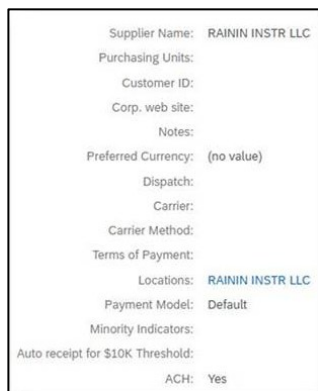 Supplier Name: RAININ INSTR LLC
Purchasing Units:
Customer ID:
Corp. web site:
Notes:
Preferred Currency: (no value)
Dispatch:
Carrier:
Carrier Method:
Terms of Payment:
Locations: RAININ INSTR LLC
Payment Model: Default
Minority Indicators:
Auto receipt for $10K Threshold:
ACH: Yes